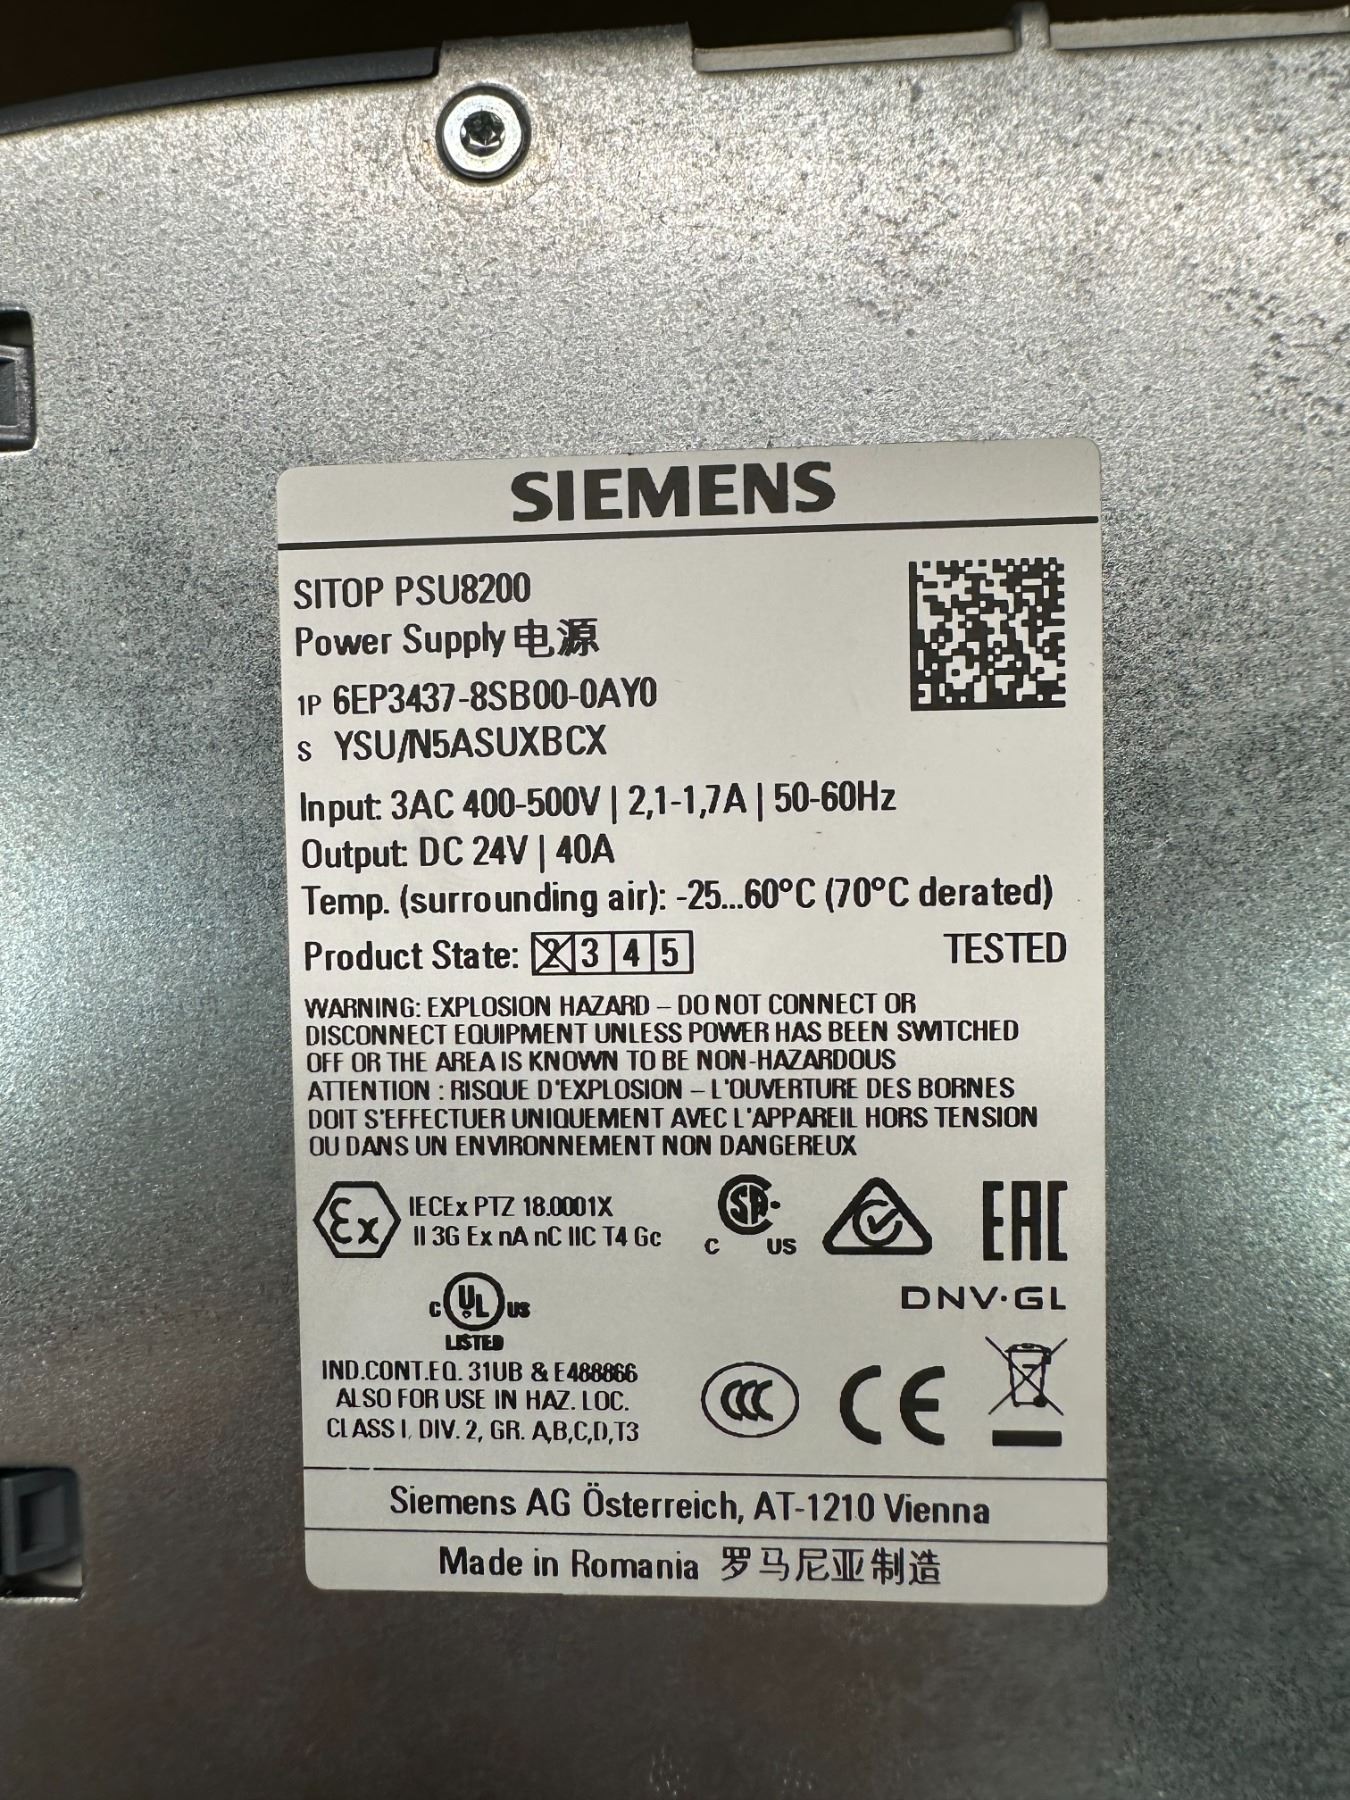 SIEMENS
SITOP PSU8200
Power Supply 电源
1P 6EP3437-8SB00-0AY0
S YSU/N5ASUXBCX
Input: 3AC 400-500V | 2,1-1,7A | 50-60Hz
Output: DC 24V | 40A
Temp. (surrounding air): -25...60°C (70°C derated)
Product State: 2 3 4 5 TESTED
WARNING: EXPLOSION HAZARD – DO NOT CONNECT OR
DISCONNECT EQUIPMENT UNLESS POWER HAS BEEN SWITCHED
OFF OR THE AREA IS KNOWN TO BE NON-HAZARDOUS
ATTENTION : RISQUE D'EXPLOSION – L'OUVERTURE DES BORNES
DOIT S'EFFECTUER UNIQUEMENT AVEC L'APPAREIL HORS TENSION
OU DANS UN ENVIRONNEMENT NON DANGEREUX
Ex IECEx PTZ 18.0001X
II 3G Ex nA nC IIC T4 Gc
C SA US
EAC
DNV·GL
C UL US
LISTED
IND.CONT.EQ. 31UB & E488866
ALSO FOR USE IN HAZ. LOC.
CLASS I, DIV. 2, GR. A,B,C,D,T3
CCC CE
Siemens AG Österreich, AT-1210 Vienna
Made in Romania 罗马尼亚制造